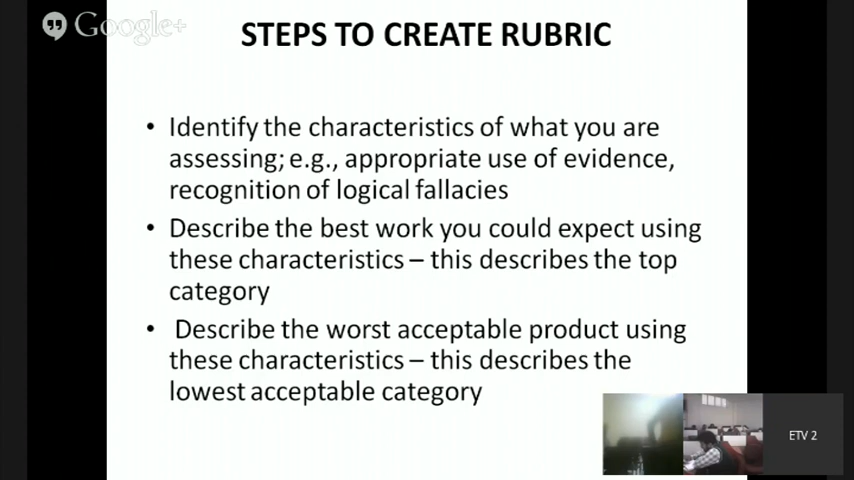 Google+
STEPS TO CREATE RUBRIC
• Identify the characteristics of what you are
assessing; e.g., appropriate use of evidence,
recognition of logical fallacies
• Describe the best work you could expect using
these characteristics – this describes the top
category
• Describe the worst acceptable product using
these characteristics – this describes the
lowest acceptable category
ETV 2